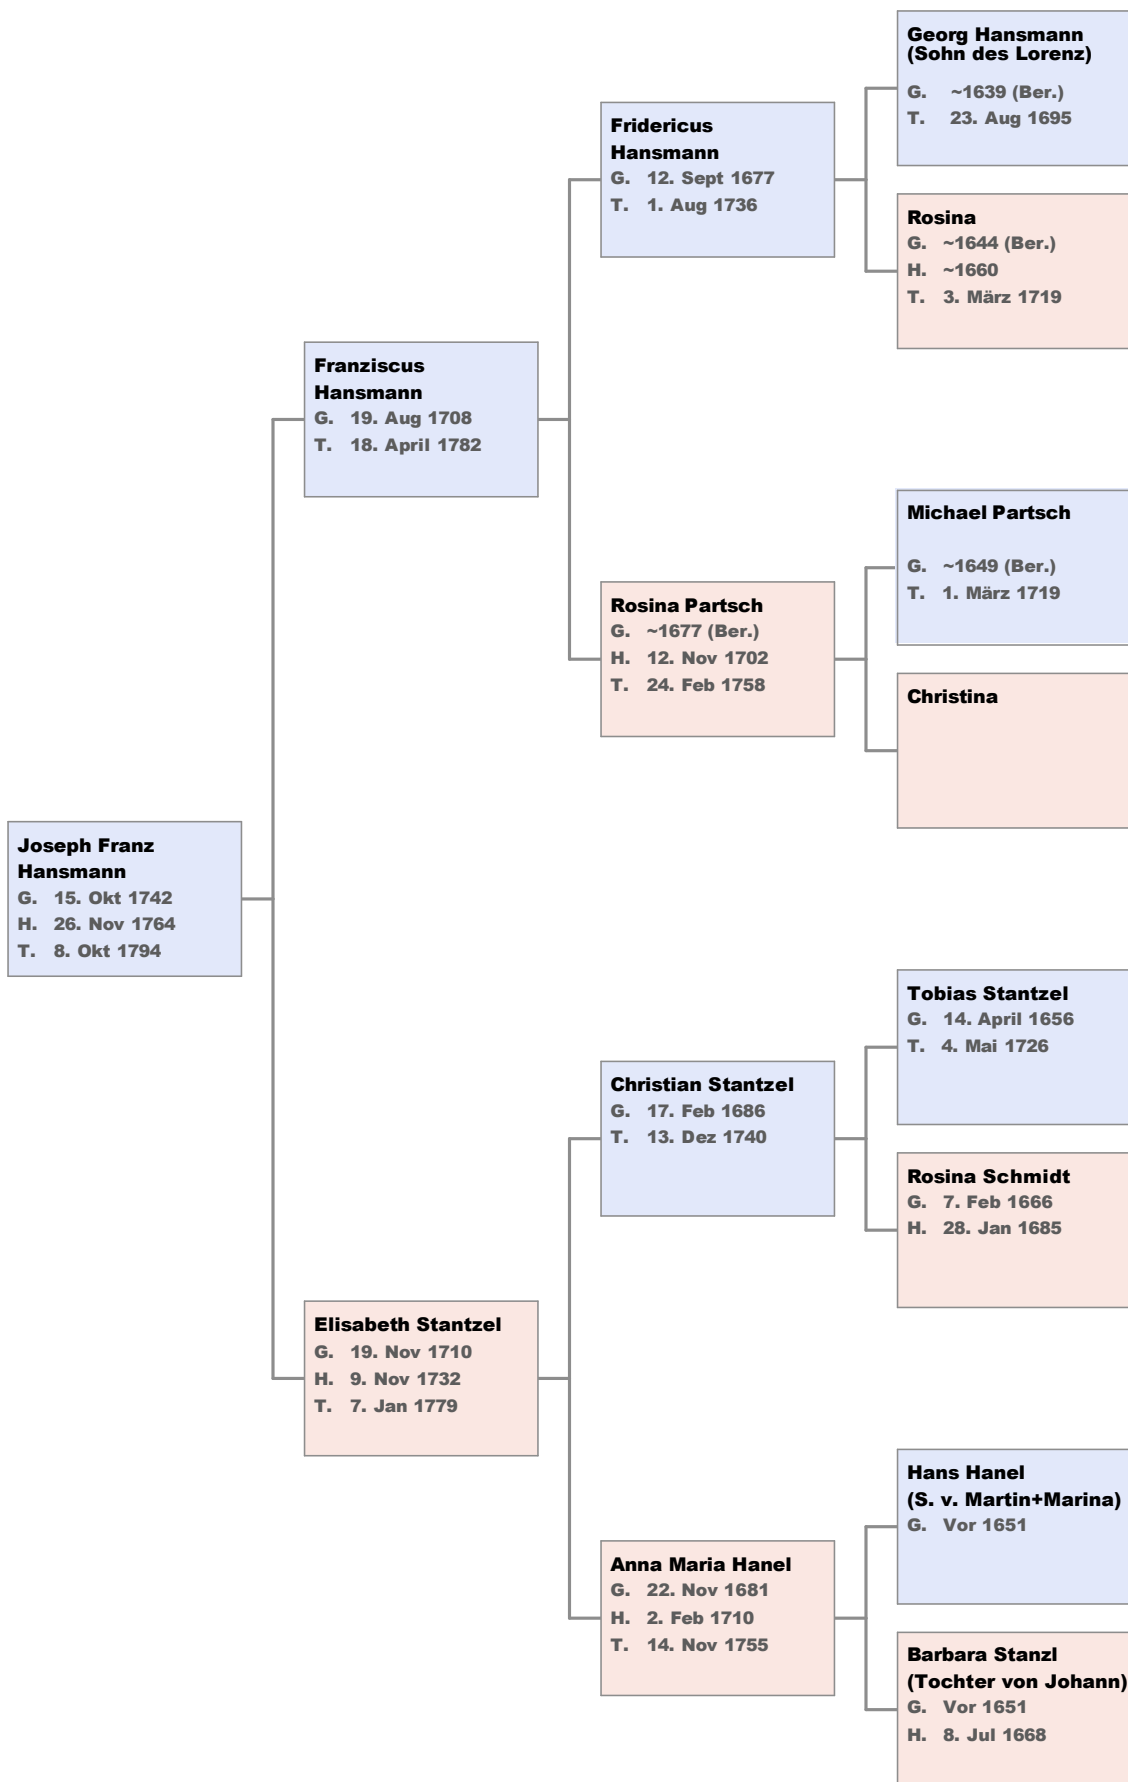 Georg Hansmann
(Sohn des Lorenz)
G. ~1639 (Ber.)
T. 23. Aug 1695
Fridericus
Hansmann
G. 12. Sept 1677
T. 1. Aug 1736
Rosina
G. ~1644 (Ber.)
H. ~1660
T. 3. März 1719
Franziscus
Hansmann
G. 19. Aug 1708
T. 18. April 1782
Michael Partsch
G. ~1649 (Ber.)
T. 1. März 1719
Rosina Partsch
G. ~1677 (Ber.)
H. 12. Nov 1702
T. 24. Feb 1758
Christina
Joseph Franz
Hansmann
G. 15. Okt 1742
H. 26. Nov 1764
T. 8. Okt 1794
Tobias Stantzel
G. 14. April 1656
T. 4. Mai 1726
Christian Stantzel
G. 17. Feb 1686
T. 13. Dez 1740
Rosina Schmidt
G. 7. Feb 1666
H. 28. Jan 1685
Elisabeth Stantzel
G. 19. Nov 1710
H. 9. Nov 1732
T. 7. Jan 1779
Hans Hanel
(S. v. Martin+Marina)
G. Vor 1651
Anna Maria Hanel
G. 22. Nov 1681
H. 2. Feb 1710
T. 14. Nov 1755
Barbara Stanzl
(Tochter von Johann)
G. Vor 1651
H. 8. Jul 1668